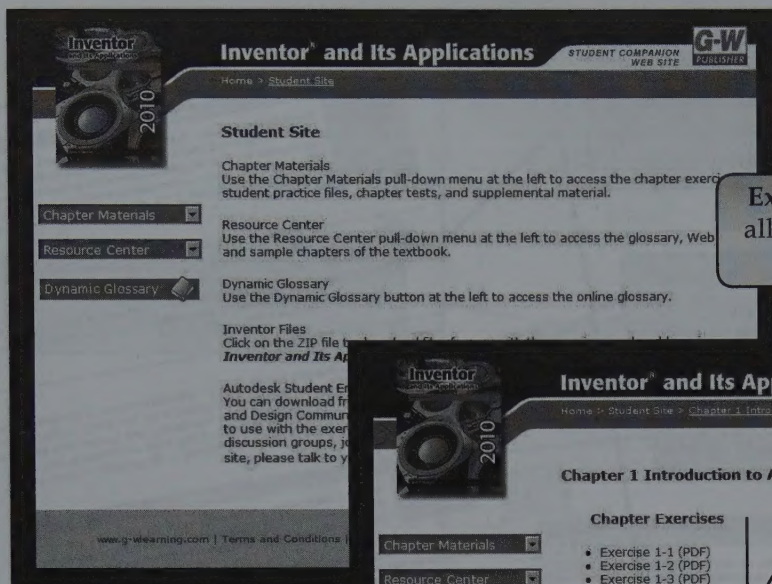 Inventor
and Its Applications
2010
Inventor® and Its Applications
STUDENT COMPANION
WEB SITE
G-W
PUBLISHER
Home > Student Site
Student Site
Chapter Materials
Use the Chapter Materials pull-down menu at the left to access the chapter exerci
student practice files, chapter tests, and supplemental material.
Chapter Materials
Resource Center
Resource Center
Use the Resource Center pull-down menu at the left to access the glossary, Web
and sample chapters of the textbook.
Dynamic Glossary
Dynamic Glossary
Use the Dynamic Glossary button at the left to access the online glossary.
Inventor Files
Click on the ZIP file
Inventor and Its Ap
Autodesk Student
You can download
and Design Commun
to use with the exer
discussion groups,
site, please talk to
www.g-wlearning.com | Terms and Conditions |
Ex
all
Inventor
and Its Applications
2010
Inventor® and Its Ap
Home > Student Site > Chapter 1 Intro
Chapter 1 Introduction to A
Chapter Exercises
Chapter Materials
Resource Center
• Exercise 1-1 (PDF)
• Exercise 1-2 (PDF)
• Exercise 1-3 (PDF)